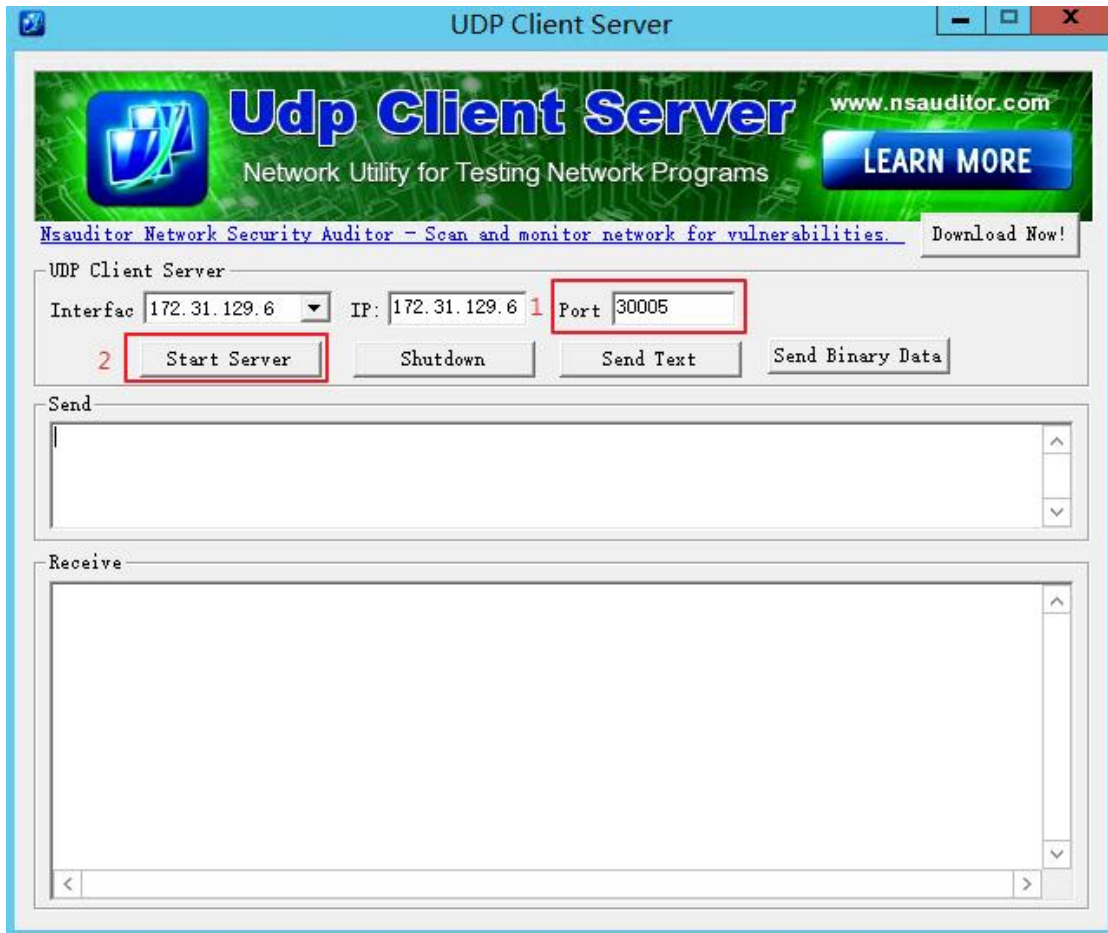 UDP Client Server
X
Udp Client Server
www.nsauditor.com
Network Utility for Testing Network Programs
LEARN MORE
Nsauditor Network Security Auditor - Scan and monitor network for vulnerabilities.
Download Now!
UDP Client Server
Interfac 172.31.129.6 IP: 172.31.129.6 1 Port 30005
2 Start Server Shutdown Send Text Send Binary Data
Send
Receive